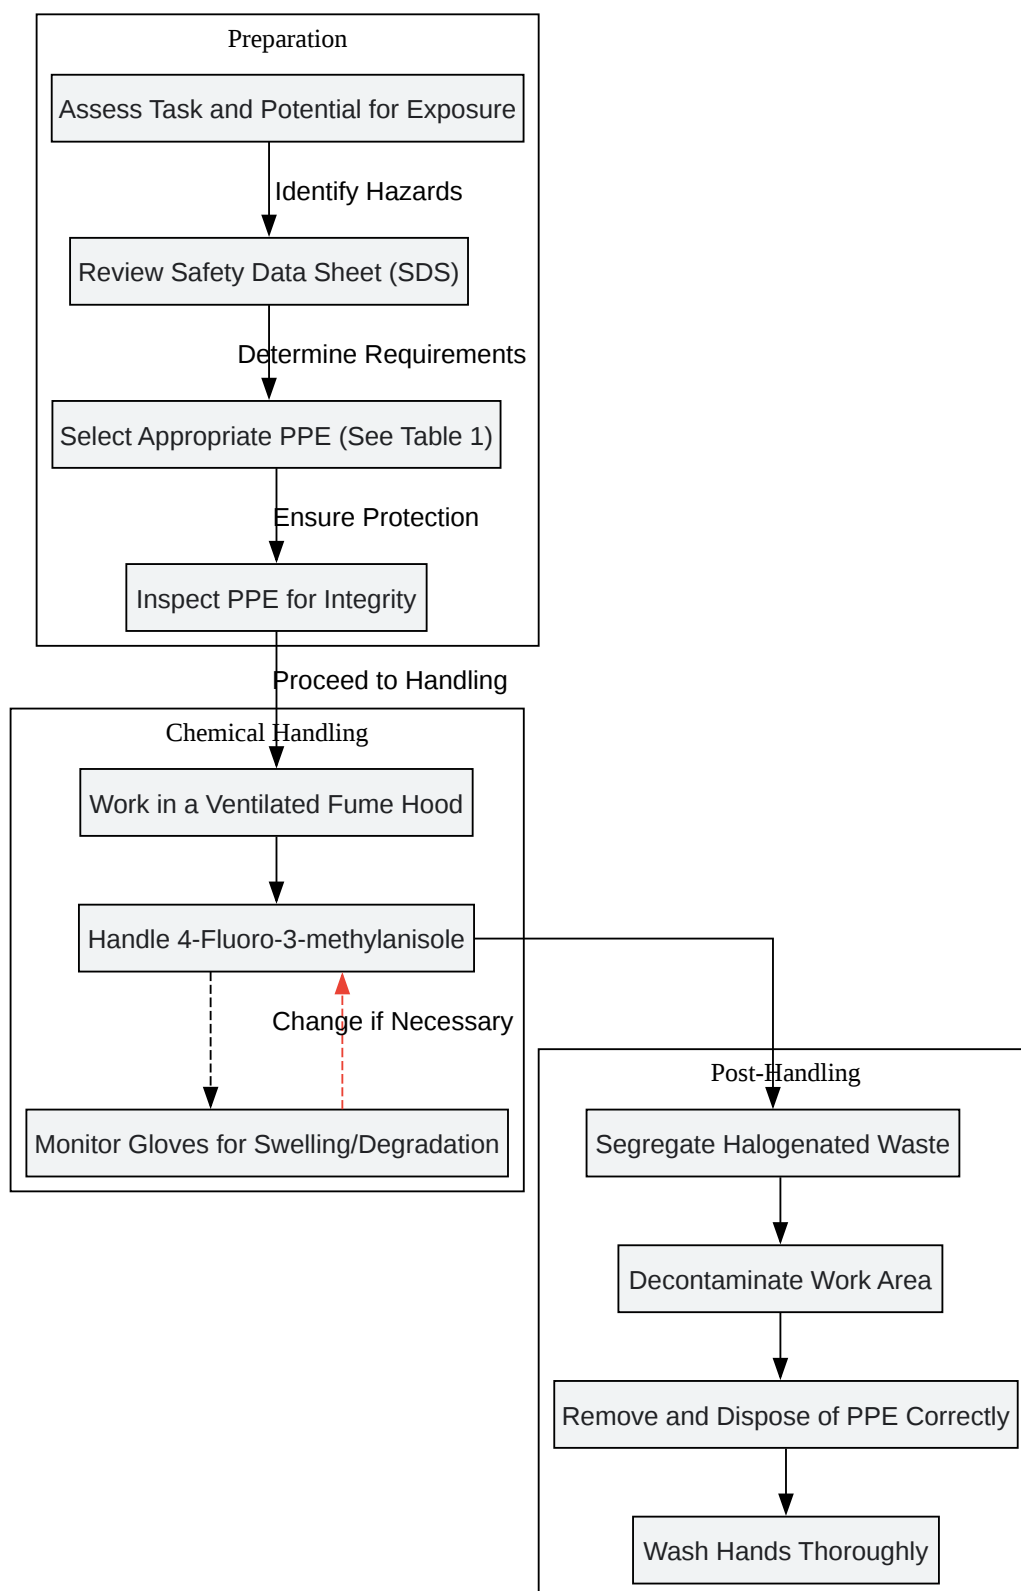 Preparation
Assess Task and Potential for Exposure
Identify Hazards
Review Safety Data Sheet (SDS)
Determine Requirements
Select Appropriate PPE (See Table 1)
Ensure Protection
Inspect PPE for Integrity
Proceed to Handling
Chemical Handling
Work in a Ventilated Fume Hood
Handle 4-Fluoro-3-methylanisole
Change if Necessary
Monitor Gloves for Swelling/Degradation
Post-Handling
Segregate Halogenated Waste
Decontaminate Work Area
Remove and Dispose of PPE Correctly
Wash Hands Thoroughly